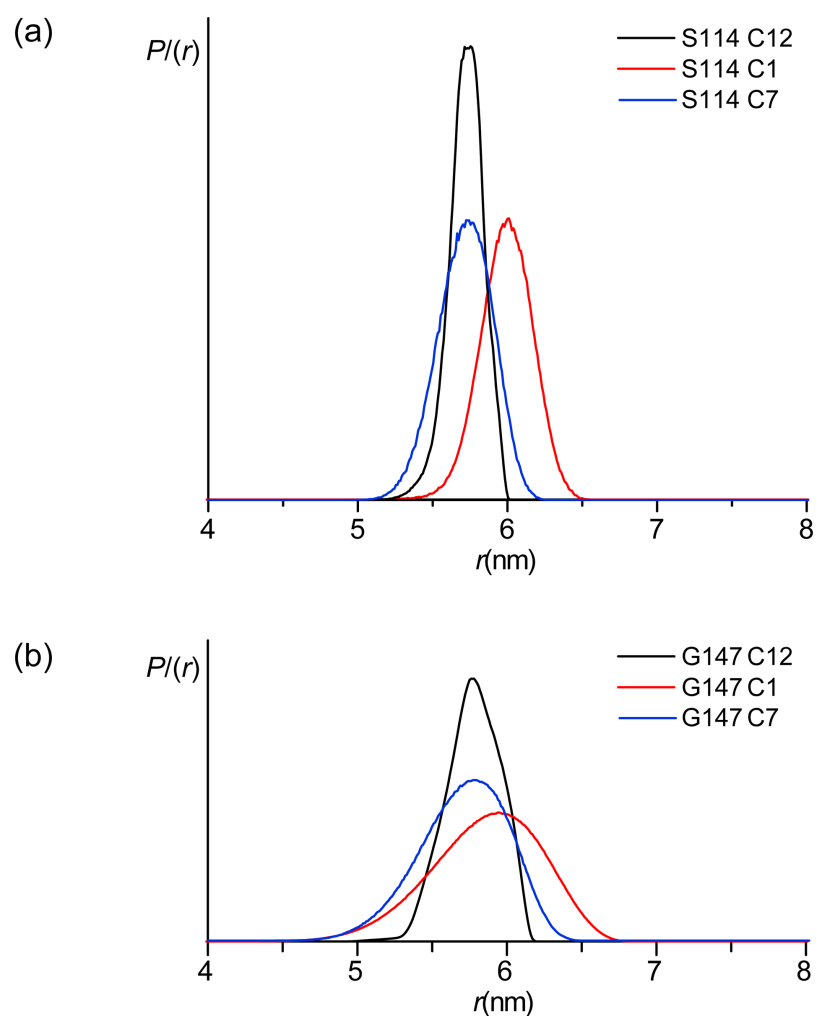 (a)
P/(r)
S114 C12
S114 C1
S114 C7
4 5 6 7 8
r(nm)
(b)
P/(r)
G147 C12
G147 C1
G147 C7
4 5 6 7 8
r(nm)